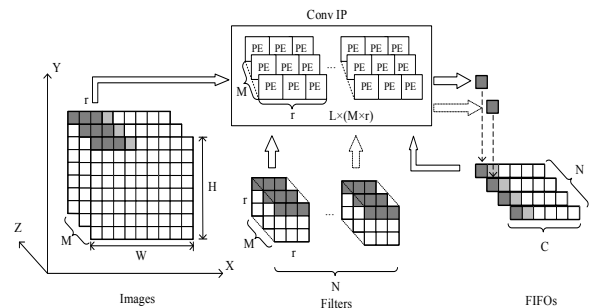 Conv IP
Y
r
PE PE PE PE PE PE
PE PE PE PE PE PE
PE PE PE ... PE PE PE
M
r
L×(M×r)
N
H
r
M
r
...
C
Z
M
W
X
N
Images
Filters
FIFOs